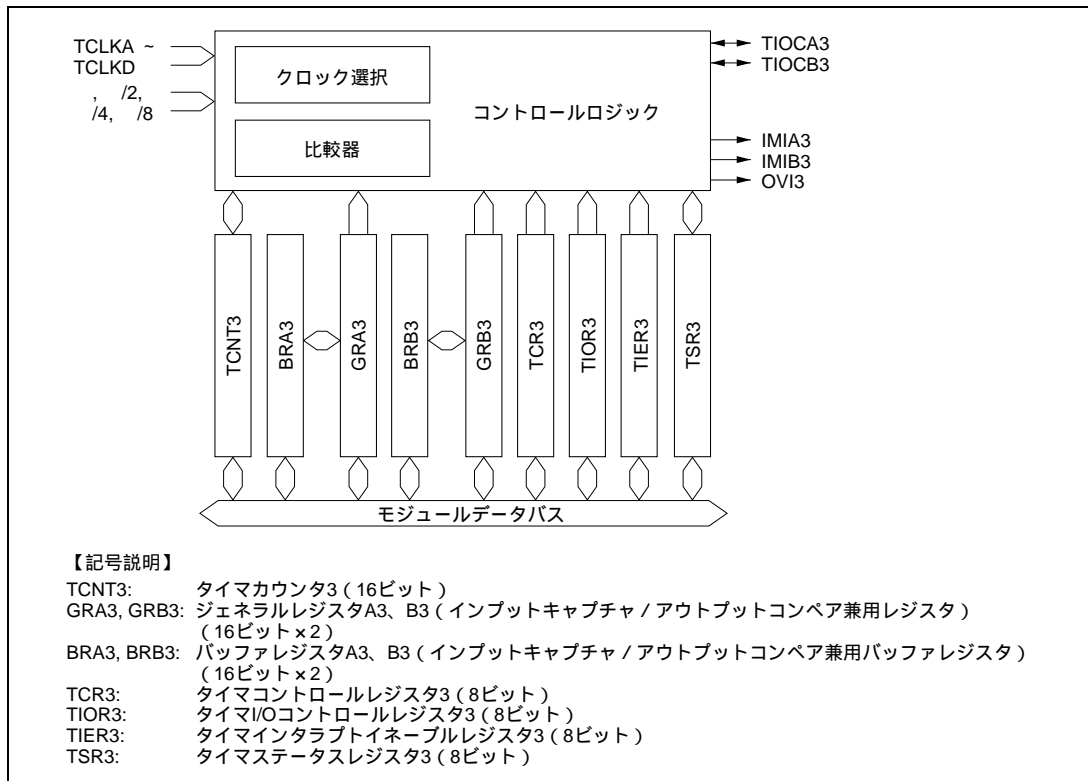 TCLKA ~
TCLKD
, /2,
/4, /8
クロック選択
比較器
コントロールロジック
TIOCA3
TIOCB3
IMIA3
IMIB3
OVI3
TCNT3
BRA3
GRA3
BRB3
GRB3
TCR3
TIOR3
TIER3
TSR3
モジュールデータバス
【記号説明】
TCNT3: タイマカウンタ3(16ビット)
GRA3, GRB3: ジェネラルレジスタA3、B3(インプットキャプチャ/アウトプットコンペア兼用レジスタ)
(16ビット×2)
BRA3, BRB3: バッファレジスタA3、B3(インプットキャプチャ/アウトプットコンペア兼用バッファレジスタ)
(16ビット×2)
TCR3: タイマコントロールレジスタ3(8ビット)
TIOR3: タイマI/Oコントロールレジスタ3(8ビット)
TIER3: タイマインタラプトイネーブルレジスタ3(8ビット)
TSR3: タイマステータスレジスタ3(8ビット)